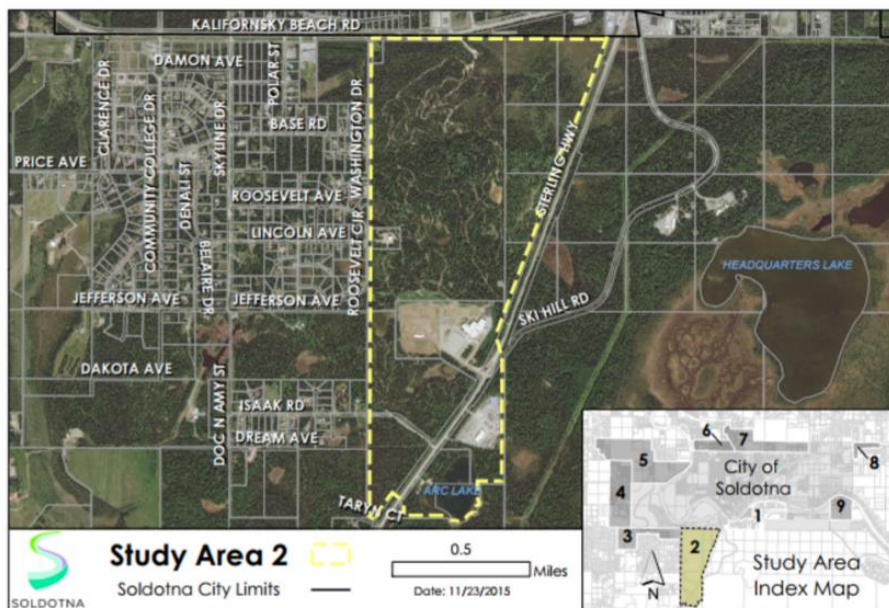 KALIFORNSKY BEACH RD
DAMON AVE
POLAR ST
CLARENCE DR
COMMUNITY COLLEGE DR
SKYLINE DR
WASHINGTON DR
BASE RD
PRICE AVE
DENALI ST
ROOSEVELT AVE
STERLING HWY
LINCOLN AVE
ROOSEVELT CIR
BELAIRE DR
HEADQUARTERS LAKE
JEFFERSON AVE
JEFFERSON AVE
SKI HILL RD
DAKOTA AVE
DOC N AMY ST
ISAAK RD
DREAM AVE
TARYN CT
ARC LAKE
6
7
5
City of
Soldotna
8
4
9
1
3
2
N
Study Area
Index Map
SOLDOTNA
Study Area 2
Soldotna City Limits
0.5
Miles
Date: 11/23/2015